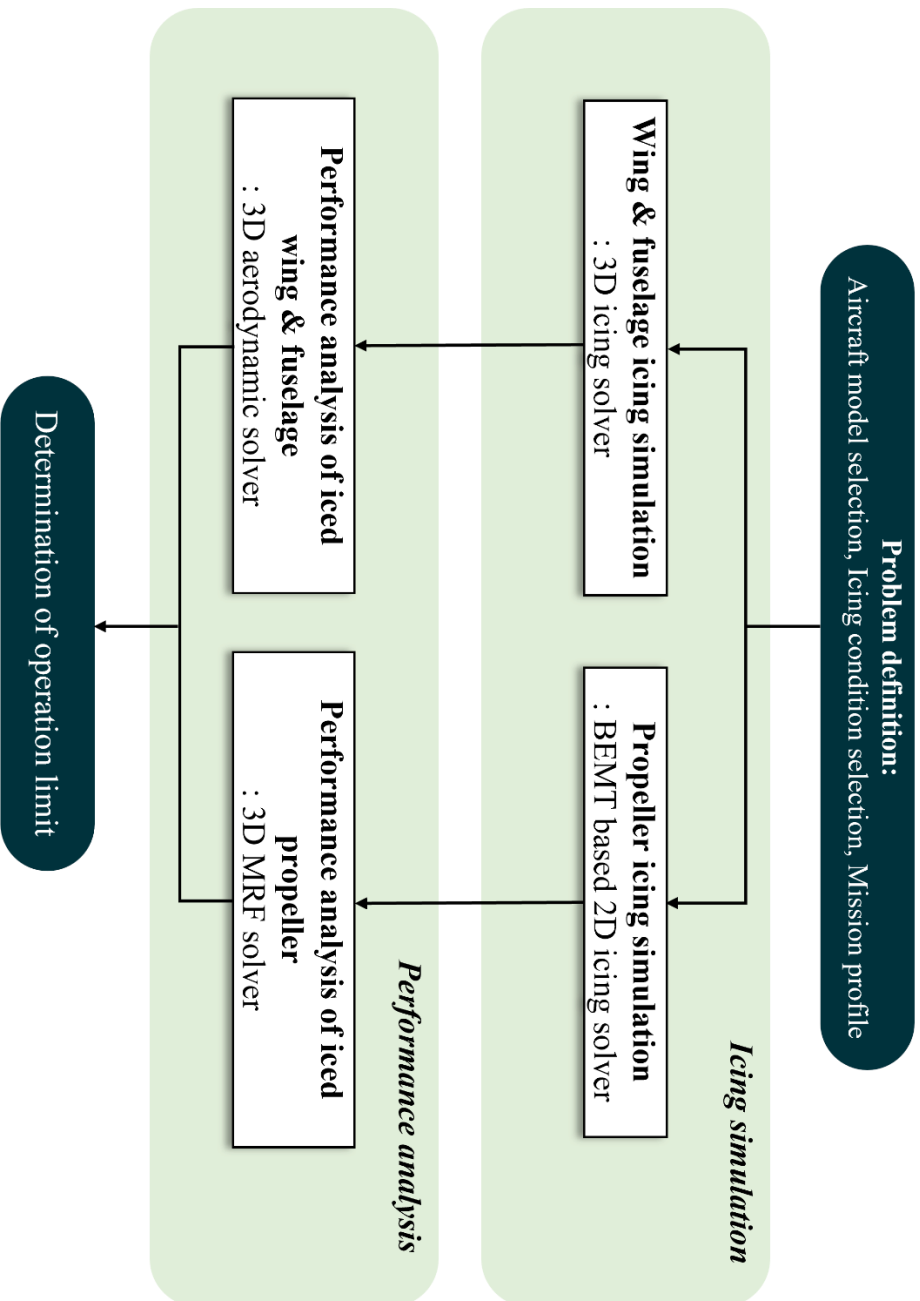 Problem definition:
Aircraft model selection, Icing condition selection, Mission profile
Icing simulation
Wing & fuselage icing simulation
: 3D icing solver
Propeller icing simulation
: BEMT based 2D icing solver
Performance analysis
Performance analysis of iced
wing & fuselage
: 3D aerodynamic solver
Performance analysis of iced
propeller
: 3D MRF solver
Determination of operation limit